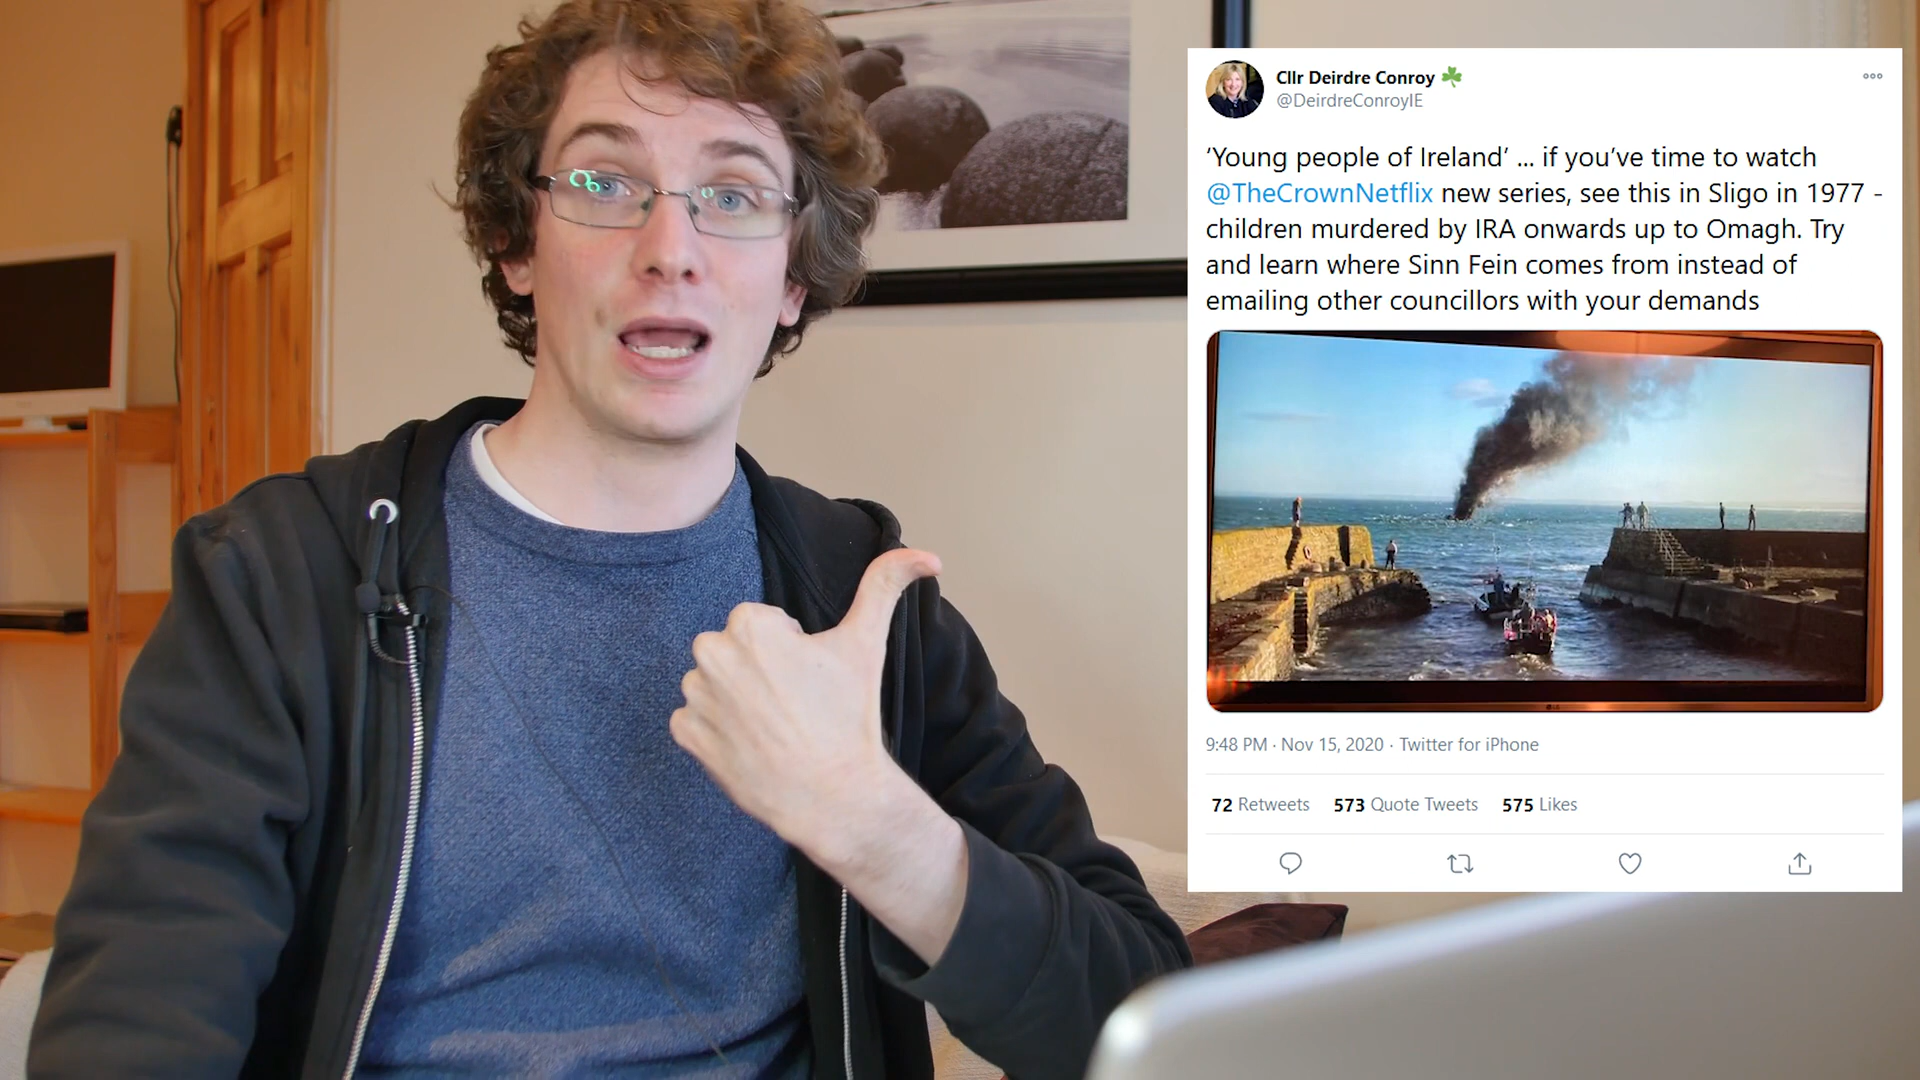 Cllr Deirdre Conroy ☘️
@DeirdreConroyIE
‘Young people of Ireland’ ... if you’ve time to watch
@TheCrownNetflix new series, see this in Sligo in 1977 -
children murdered by IRA onwards up to Omagh. Try
and learn where Sinn Fein comes from instead of
emailing other councillors with your demands
9:48 PM · Nov 15, 2020 · Twitter for iPhone
72 Retweets 573 Quote Tweets 575 Likes